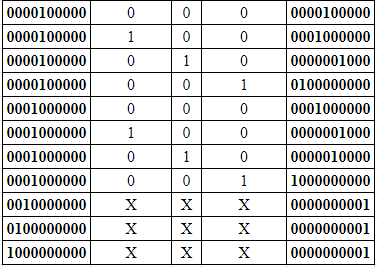 0000100000 0 0 0 0000100000
0000100000 1 0 0 0001000000
0000100000 0 1 0 0000001000
0000100000 0 0 1 0100000000
0001000000 0 0 0 0001000000
0001000000 1 0 0 0000001000
0001000000 0 1 0 0000010000
0001000000 0 0 1 1000000000
0010000000 X X X 0000000001
0100000000 X X X 0000000001
1000000000 X X X 0000000001